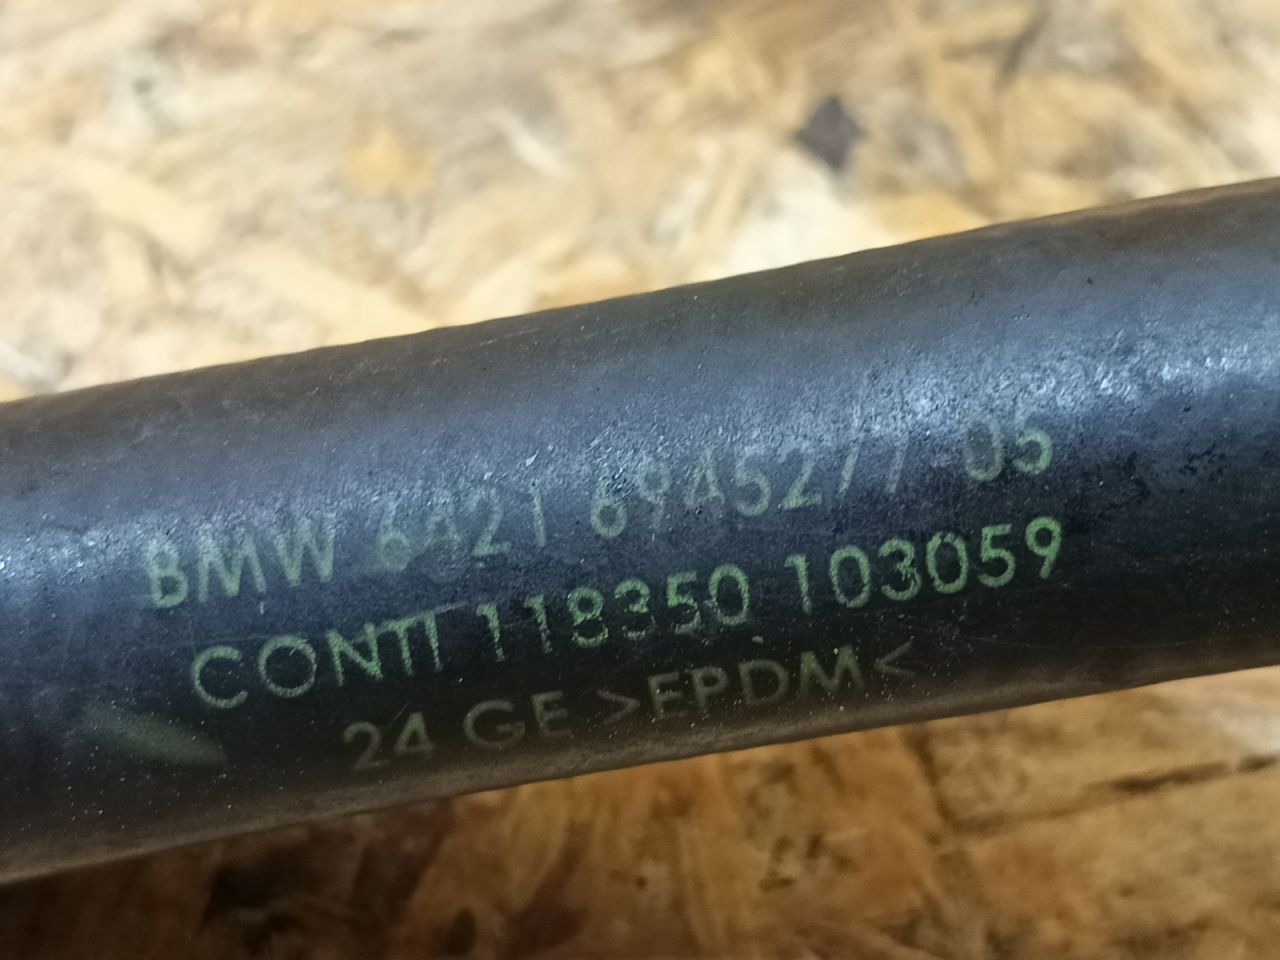 BMW 6421 6945277 05
CONTI 118350 103059
24 GE >EPDM<